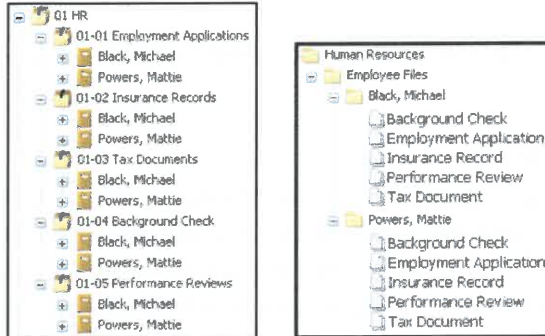 01 HR
01-01 Employment Applications
Black, Michael
Powers, Mattie
01-02 Insurance Records
Black, Michael
Powers, Mattie
01-03 Tax Documents
Black, Michael
Powers, Mattie
01-04 Background Check
Black, Michael
Powers, Mattie
01-05 Performance Reviews
Black, Michael
Powers, Mattie
Human Resources
Employee Files
Black, Michael
Background Check
Employment Application
Insurance Record
Performance Review
Tax Document
Powers, Mattie
Background Check
Employment Application
Insurance Record
Performance Review
Tax Document